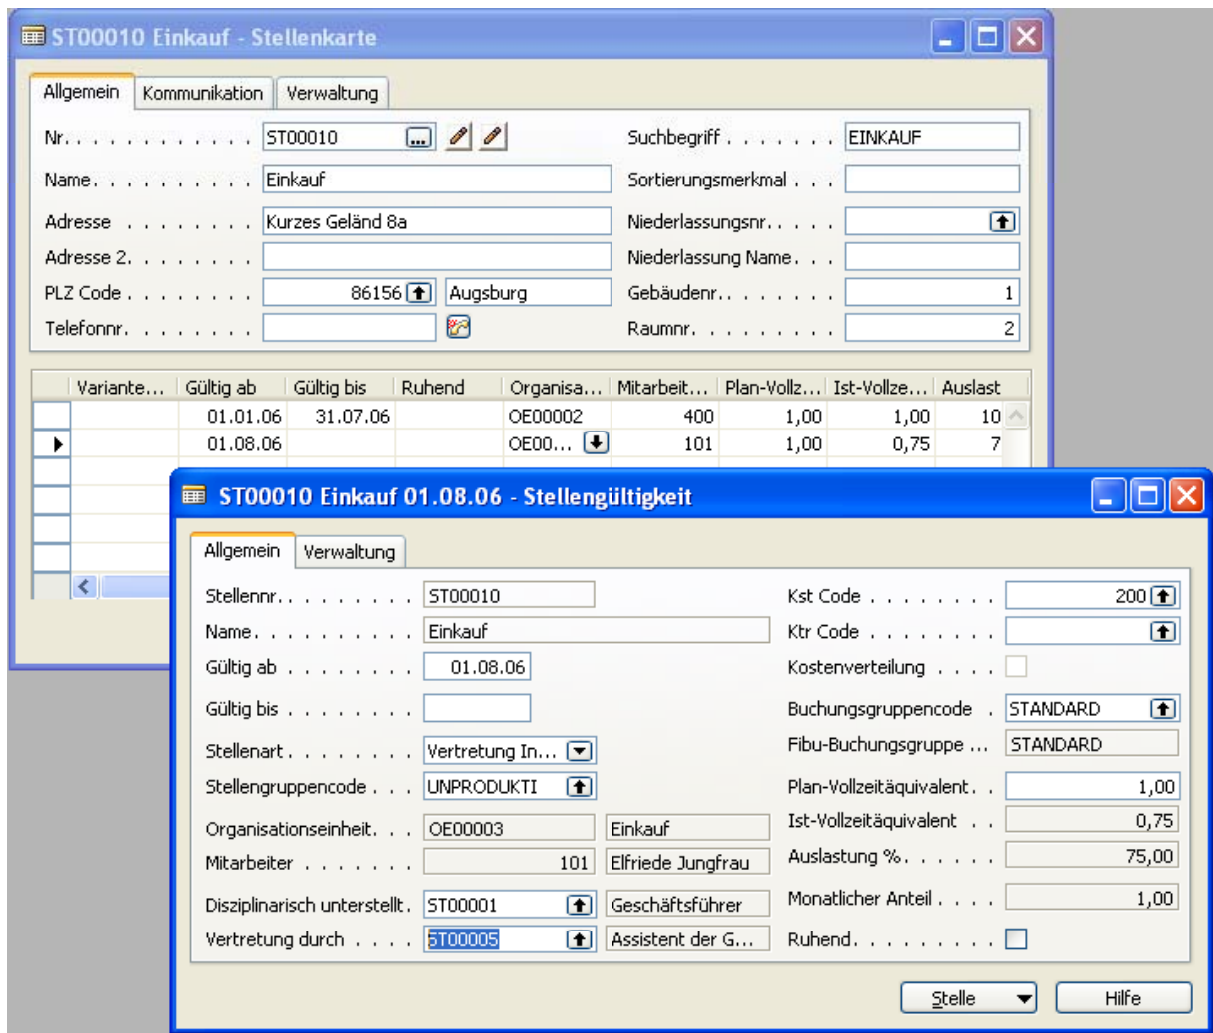 ST00010 Einkauf - Stellenkarte
Allgemein Kommunikation Verwaltung
Nr. . . . . . . . . . . . ST00010 ... Suchbegriff . . . . . . . EINKAUF
Name. . . . . . . . . . Einkauf Sortierungsmerkmal . . .
Adresse . . . . . . . . Kurzes Geländ 8a Niederlassungsnr. . . . .
Adresse 2. . . . . . . . Niederlassung Name. . . .
PLZ Code . . . . . . . . 86156 Augsburg Gebäudenr.. . . . . . . 1
Telefonnr. . . . . . . . Raumnr. . . . . . . . . 2
Variante... Gültig ab Gültig bis Ruhend Organisa... Mitarbeit... Plan-Vollz... Ist-Vollze... Auslast
01.01.06 31.07.06 OE00002 400 1,00 1,00 10
01.08.06 OE00... 101 1,00 0,75 7
ST00010 Einkauf 01.08.06 - Stellengültigkeit
Allgemein Verwaltung
Stellennr.. . . . . . . . . ST00010 Kst Code . . . . . . . . 200
Name. . . . . . . . . . . Einkauf Ktr Code . . . . . . . .
Gültig ab . . . . . . . . 01.08.06 Kostenverteilung . . . .
Gültig bis . . . . . . . . Buchungsgruppencode . STANDARD
Stellenart . . . . . . . . Vertretung In... Fibu-Buchungsgruppe ... STANDARD
Stellengruppencode . . . UNPRODUKTI Plan-Vollzeitäquivalent. . 1,00
Organisationseinheit. . . OE00003 Einkauf Ist-Vollzeitäquivalent . . 0,75
Mitarbeiter . . . . . . . 101 Elfriede Jungfrau Auslastung %. . . . . . 75,00
Disziplinarisch unterstellt. ST00001 Geschäftsführer Monatlicher Anteil . . . . 1,00
Vertretung durch . . . . ST00005 Assistent der G... Ruhend. . . . . . . . .
Stelle Hilfe